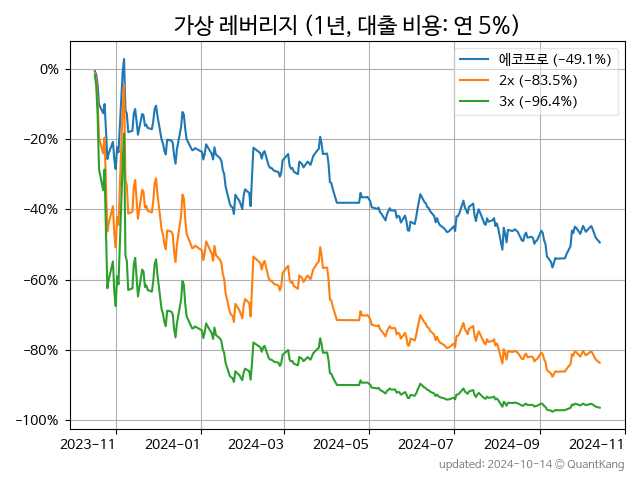 가상 레버리지 (1년, 대출 비용: 연 5%)
에코프로 (−49.1%)
2x (−83.5%)
3x (−96.4%)
0%
−20%
−40%
−60%
−80%
−100%
2023−11 2024−01 2024−03 2024−05 2024−07 2024−09 2024−11
updated: 2024-10-14 © QuantKang